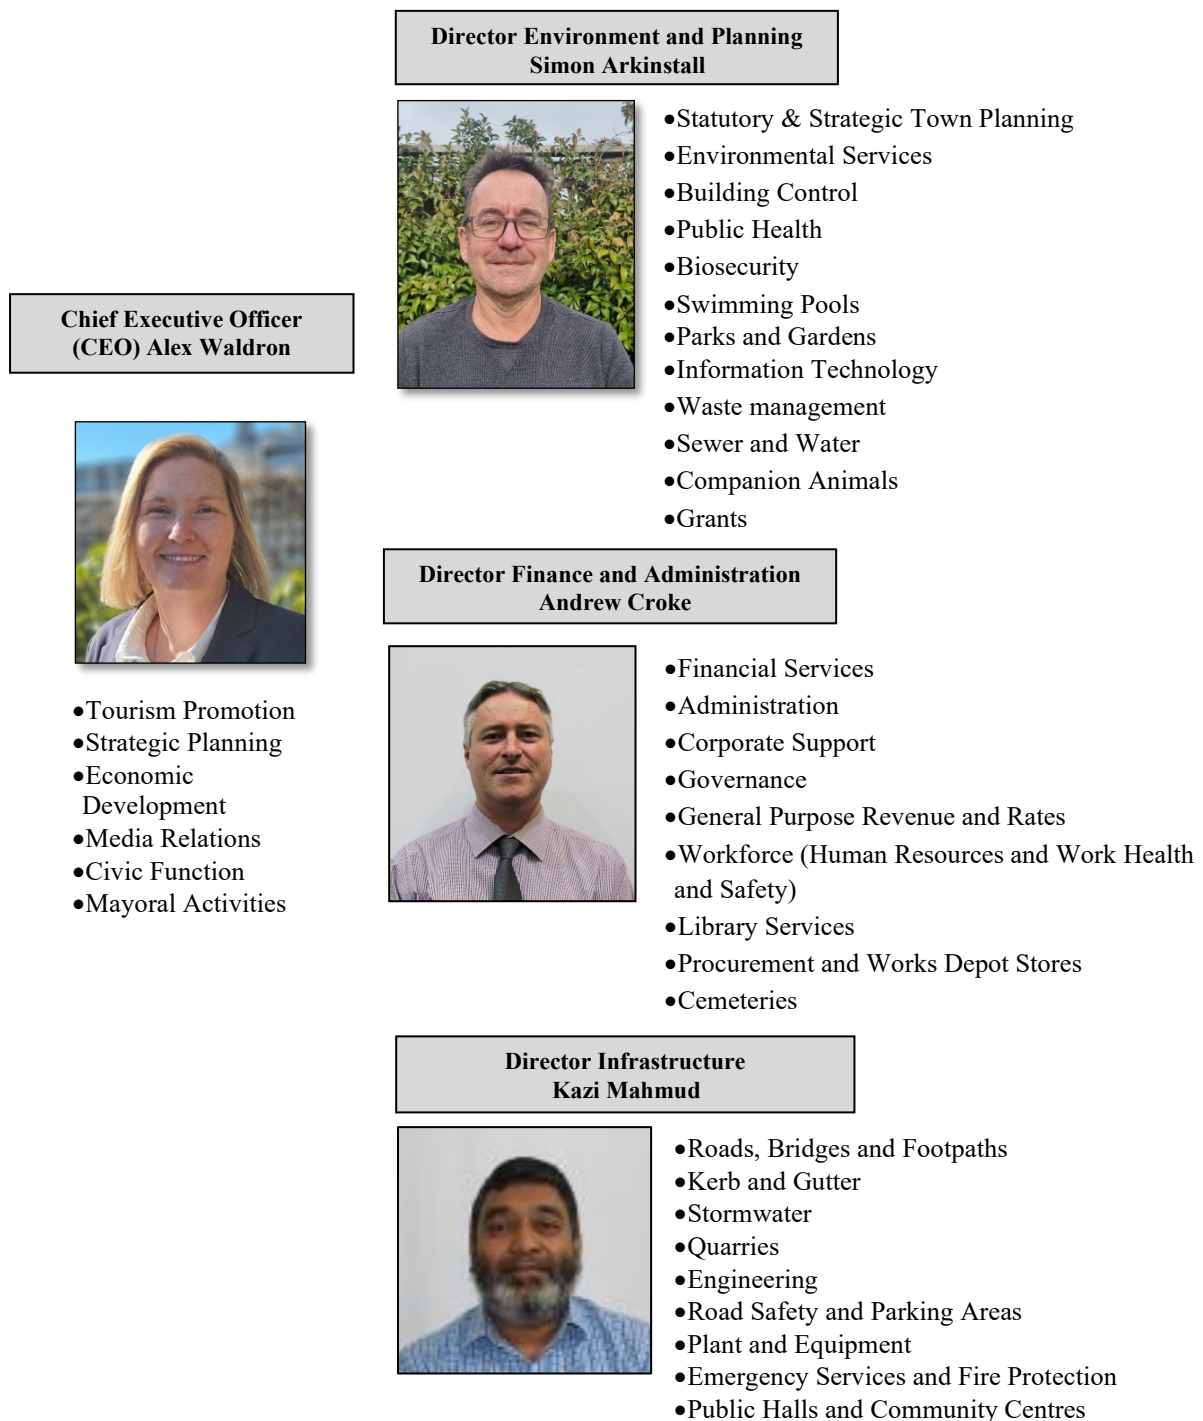 Director Environment and Planning
Simon Arkinstall
•Statutory & Strategic Town Planning
•Environmental Services
•Building Control
•Public Health
•Biosecurity
•Swimming Pools
•Parks and Gardens
•Information Technology
•Waste management
•Sewer and Water
•Companion Animals
•Grants
Chief Executive Officer
(CEO) Alex Waldron
•Tourism Promotion
•Strategic Planning
•Economic
Development
•Media Relations
•Civic Function
•Mayoral Activities
Director Finance and Administration
Andrew Croke
•Financial Services
•Administration
•Corporate Support
•Governance
•General Purpose Revenue and Rates
•Workforce (Human Resources and Work Health
and Safety)
•Library Services
•Procurement and Works Depot Stores
•Cemeteries
Director Infrastructure
Kazi Mahmud
•Roads, Bridges and Footpaths
•Kerb and Gutter
•Stormwater
•Quarries
•Engineering
•Road Safety and Parking Areas
•Plant and Equipment
•Emergency Services and Fire Protection
•Public Halls and Community Centres